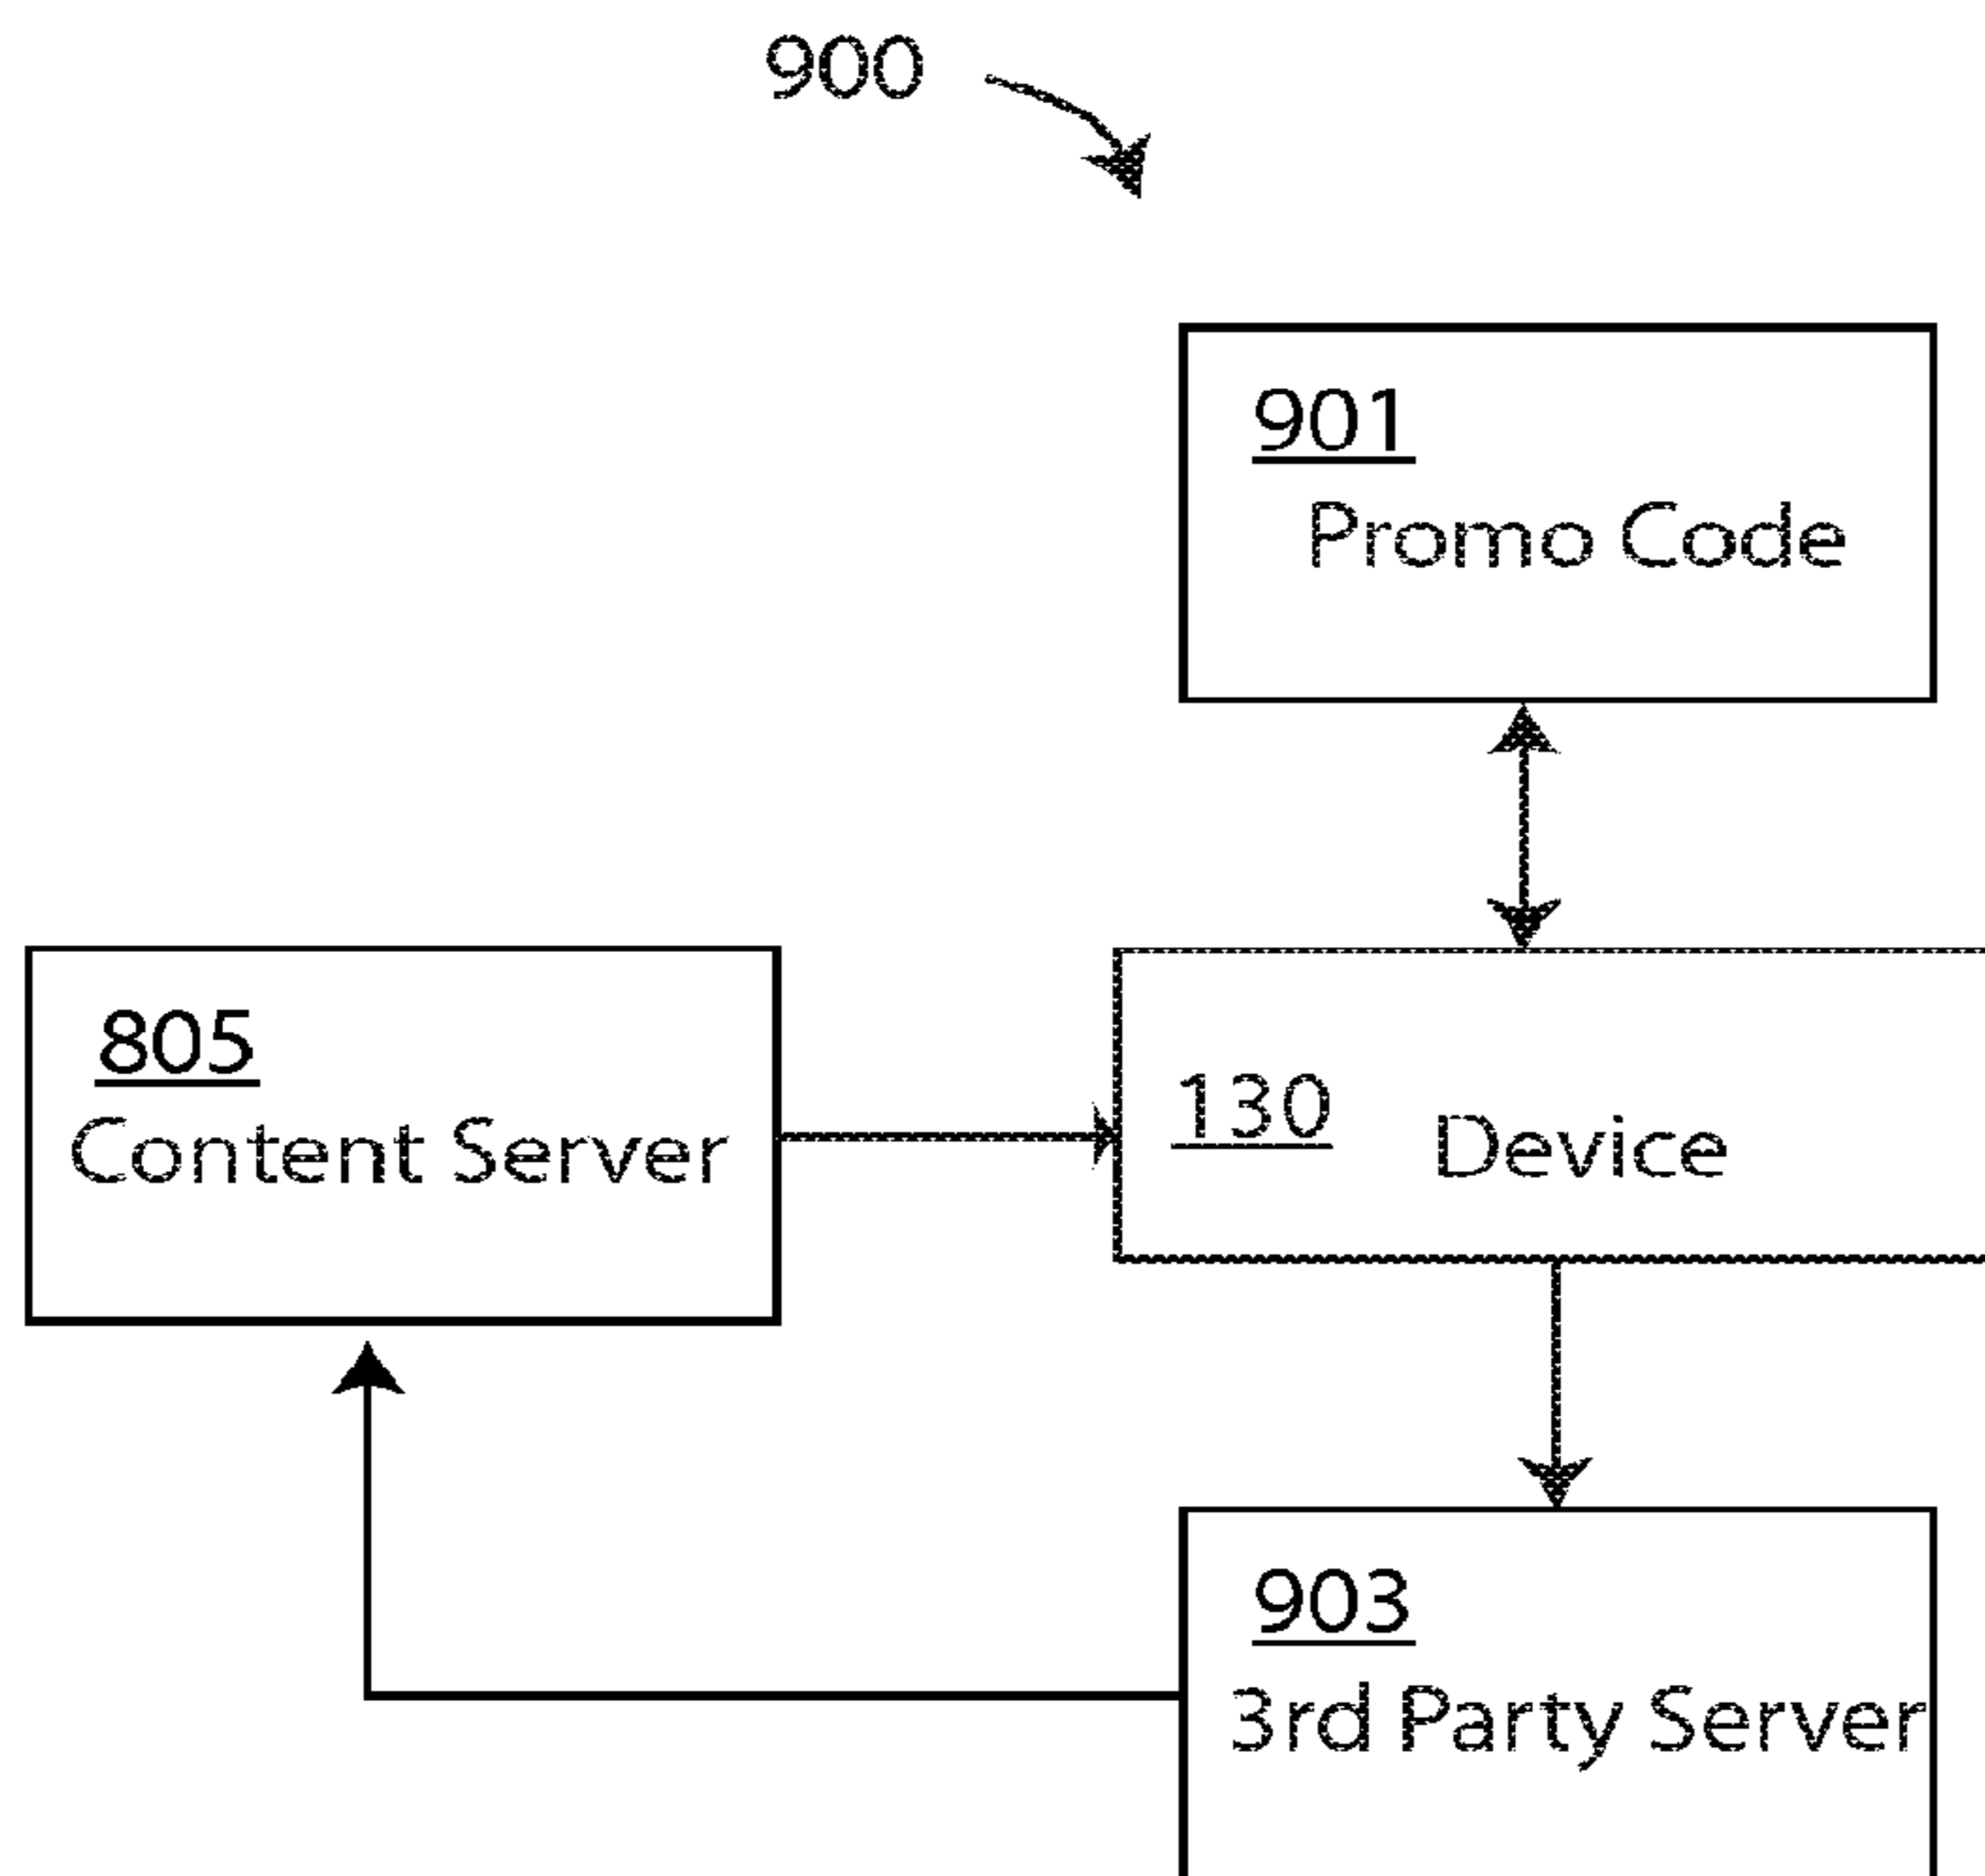 900
901
Promo Code
805
Content Server
130
Device
903
3rd Party Server